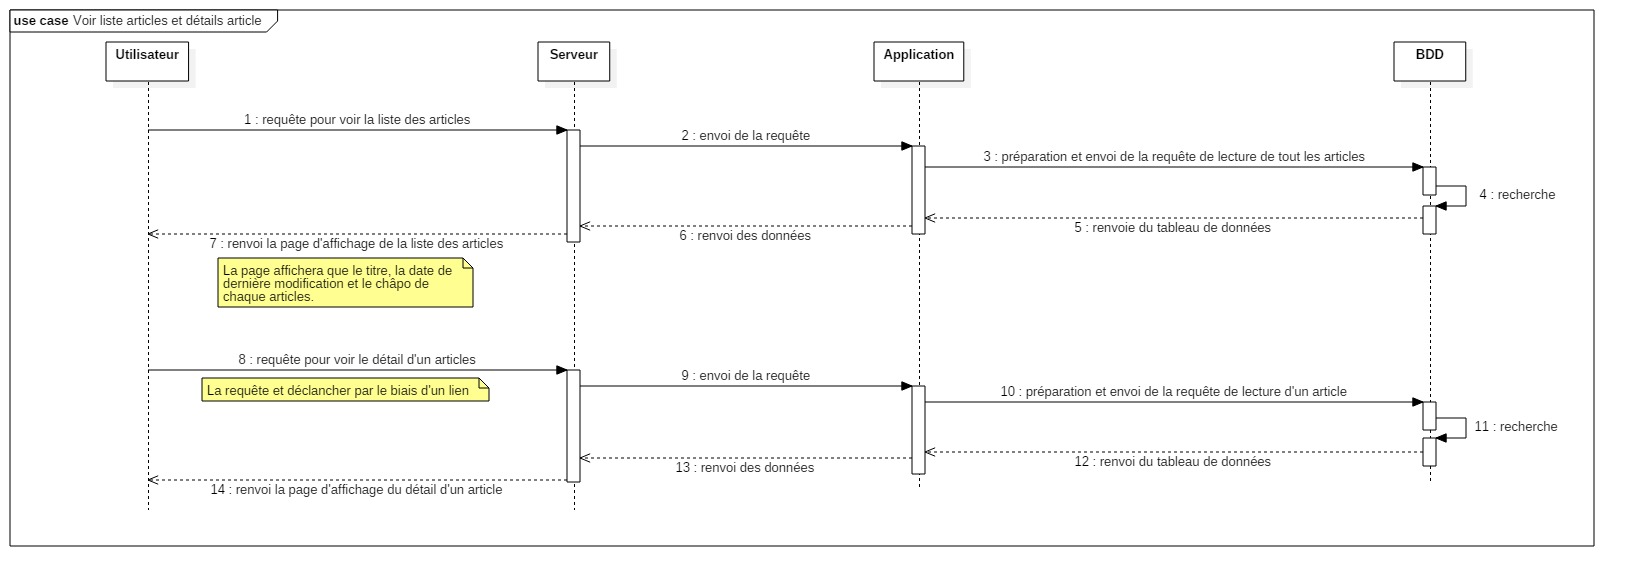 use case Voir liste articles et détails article
Utilisateur
Serveur
Application
BDD
1 : requête pour voir la liste des articles
2 : envoi de la requête
3 : préparation et envoi de la requête de lecture de tout les articles
4 : recherche
5 : renvoie du tableau de données
6 : renvoi des données
7 : renvoi la page d'affichage de la liste des articles
La page affichera que le titre, la date de
dernière modification et le châpo de
chaque articles.
8 : requête pour voir le détail d'un articles
La requête et déclancher par le biais d'un lien
9 : envoi de la requête
10 : préparation et envoi de la requête de lecture d'un article
11 : recherche
12 : renvoi du tableau de données
13 : renvoi des données
14 : renvoi la page d'affichage du détail d'un article